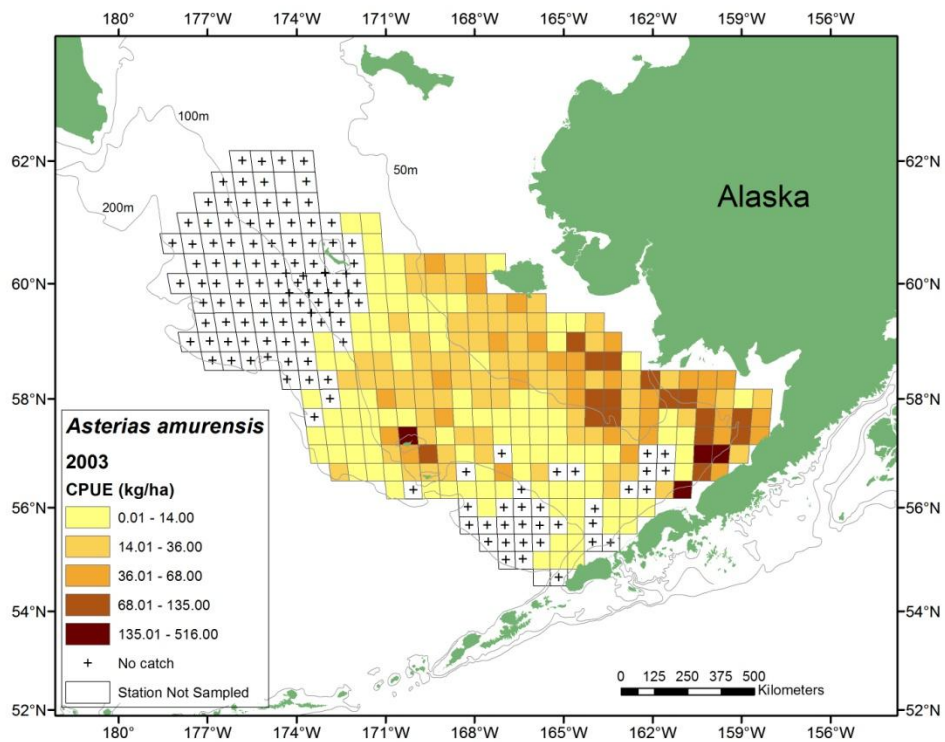 180° 177°W 174°W 171°W 168°W 165°W 162°W 159°W 156°W
100m
50m
62°N 62°N
200m
Alaska
60°N 60°N
58°N 58°N
Asterias amurensis
2003
CPUE (kg/ha)
0.01 - 14.00
14.01 - 36.00
36.01 - 68.00
68.01 - 135.00
135.01 - 516.00
+ No catch
Station Not Sampled
56°N 56°N
54°N 54°N
0 125 250 375 500
Kilometers
52°N 52°N
180° 177°W 174°W 171°W 168°W 165°W 162°W 159°W 156°W